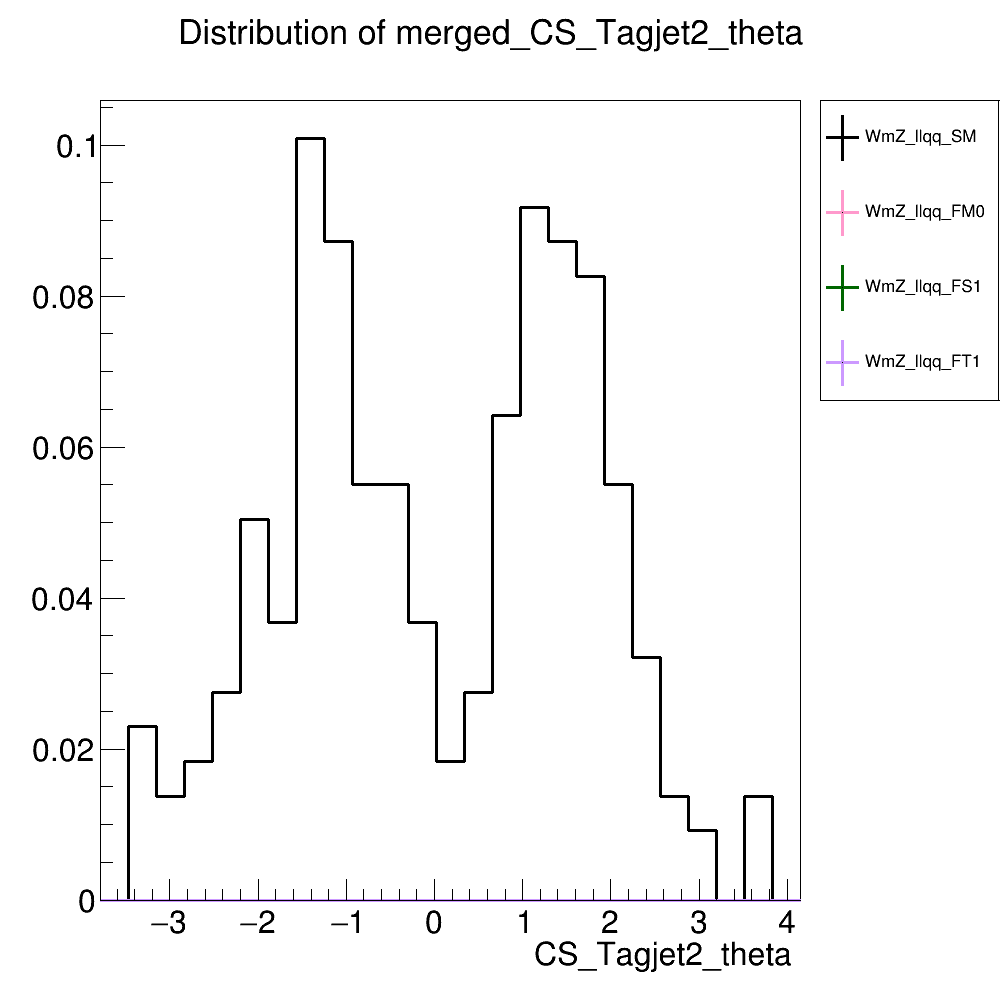 Distribution of merged_CS_Tagjet2_theta
0.1
0.08
0.06
0.04
0.02
0
−3 −2 −1 0 1 2 3 4
CS_Tagjet2_theta
WmZ_llqq_SM
WmZ_llqq_FM0
WmZ_llqq_FS1
WmZ_llqq_FT1